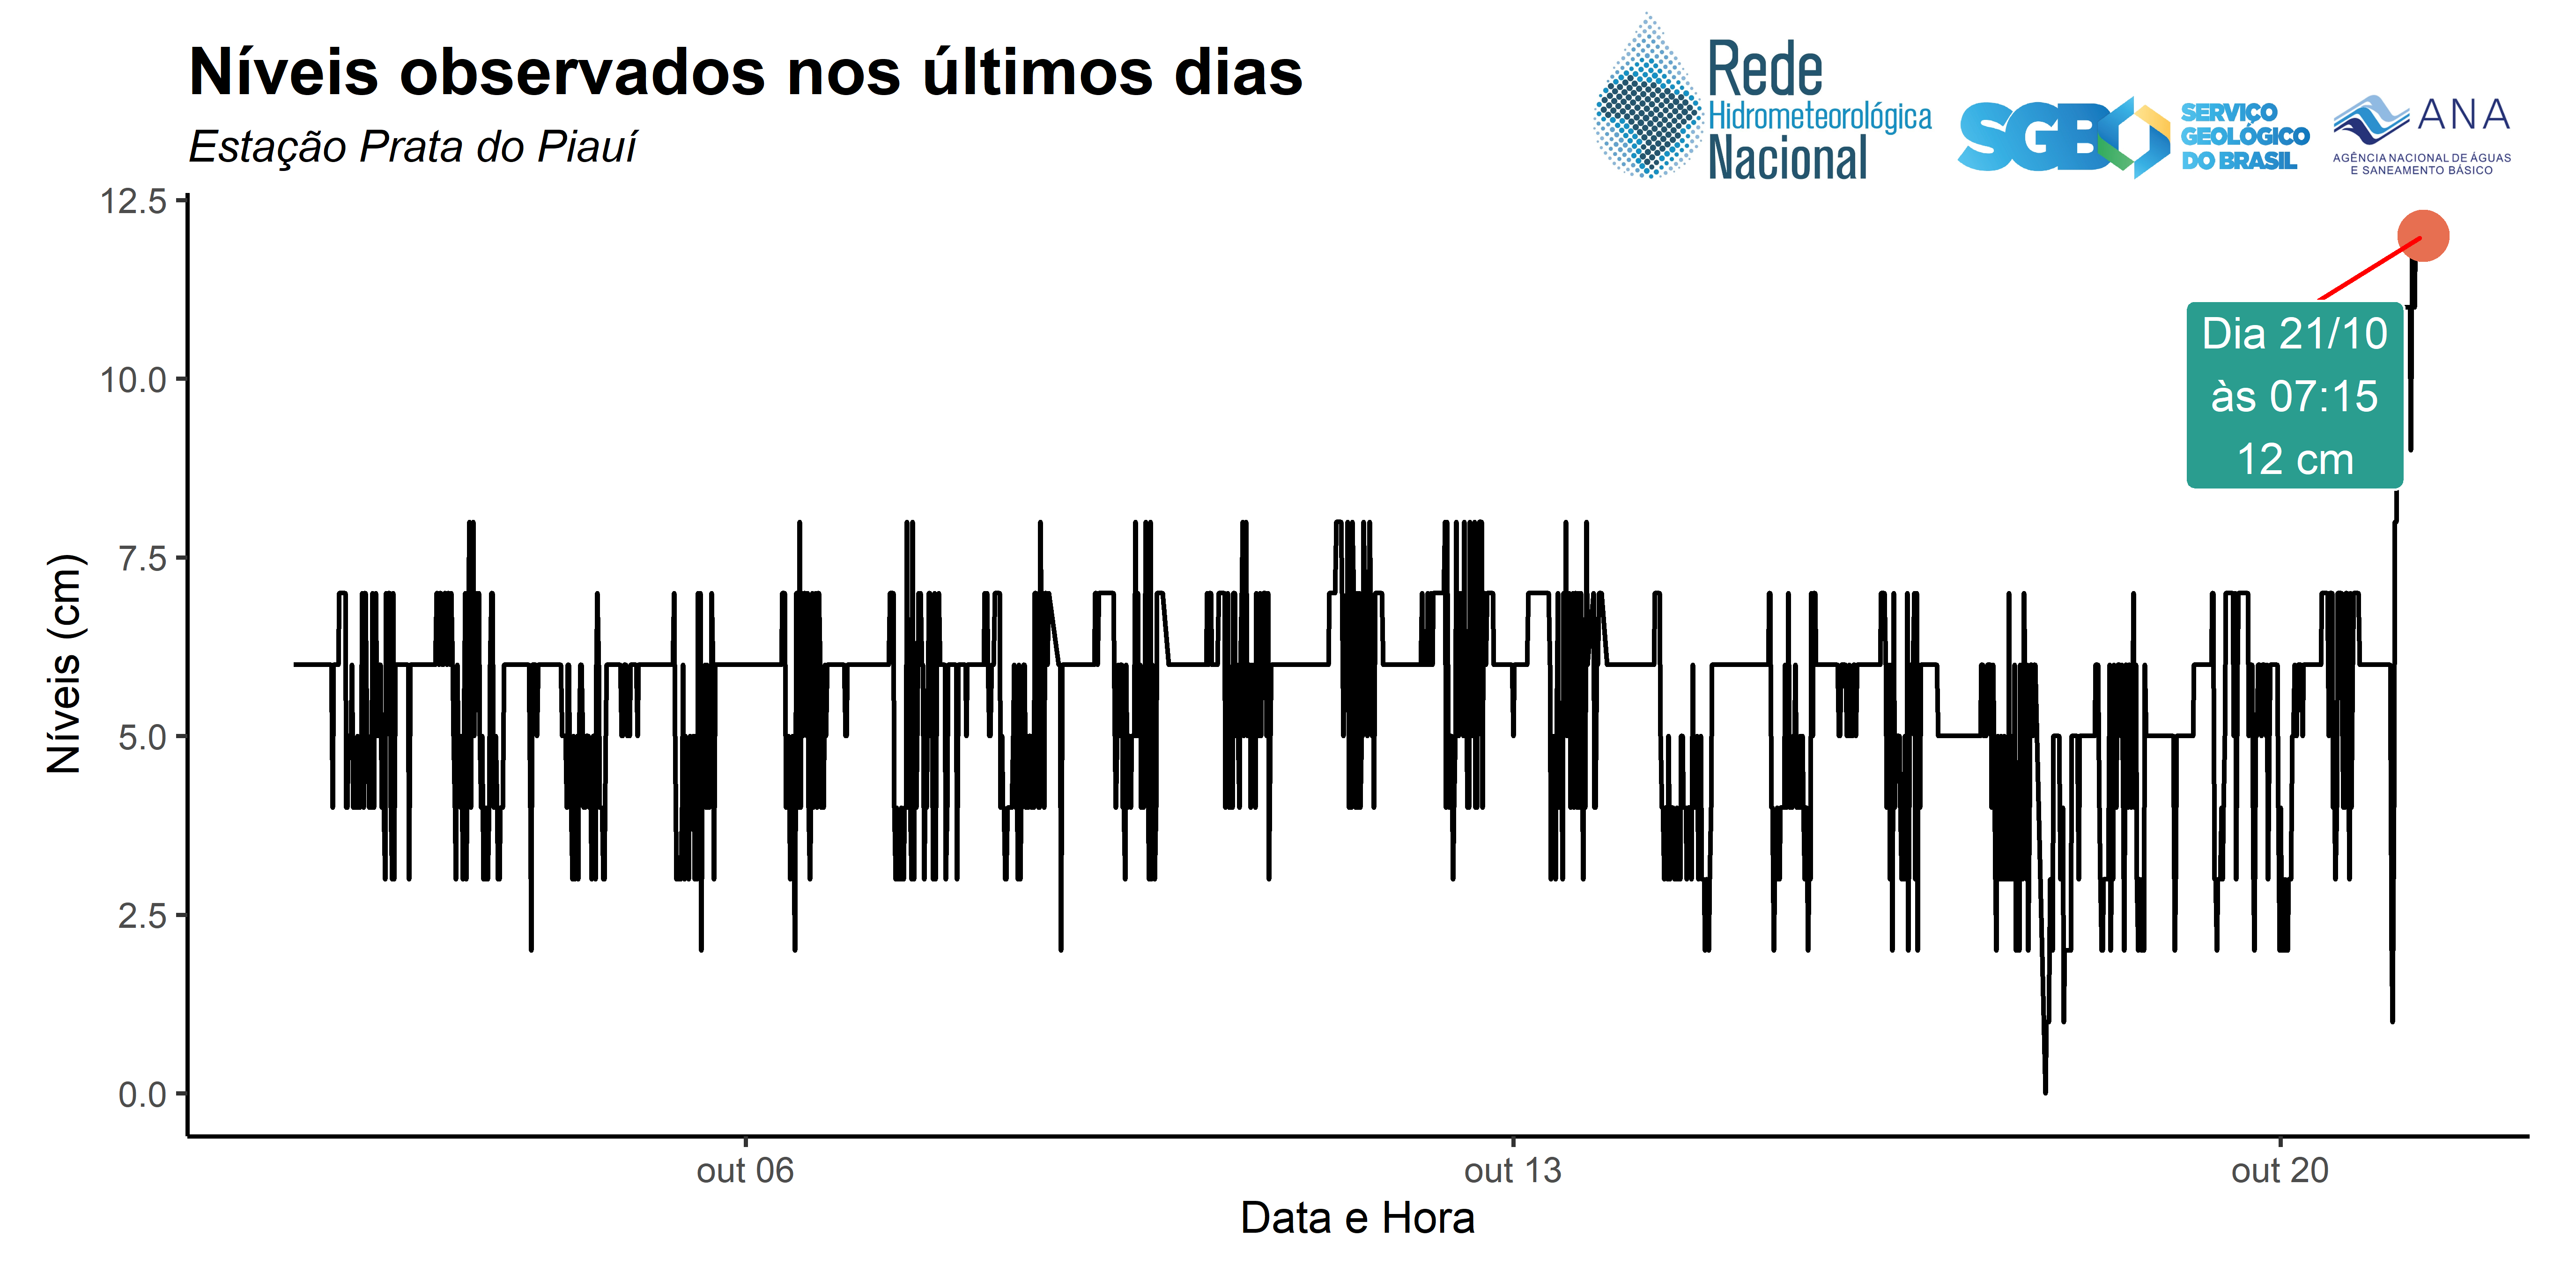 Níveis observados nos últimos dias
Estação Prata do Piauí
Rede
Hidrometeorológica
Nacional
SGB
SERVIÇO
GEOLÓGICO
DO BRASIL
ANA
AGÊNCIA NACIONAL DE ÁGUAS
E SANEAMENTO BÁSICO
12.5
10.0
7.5
5.0
2.5
0.0
Níveis (cm)
Dia 21/10
às 07:15
12 cm
out 06
out 13
out 20
Data e Hora